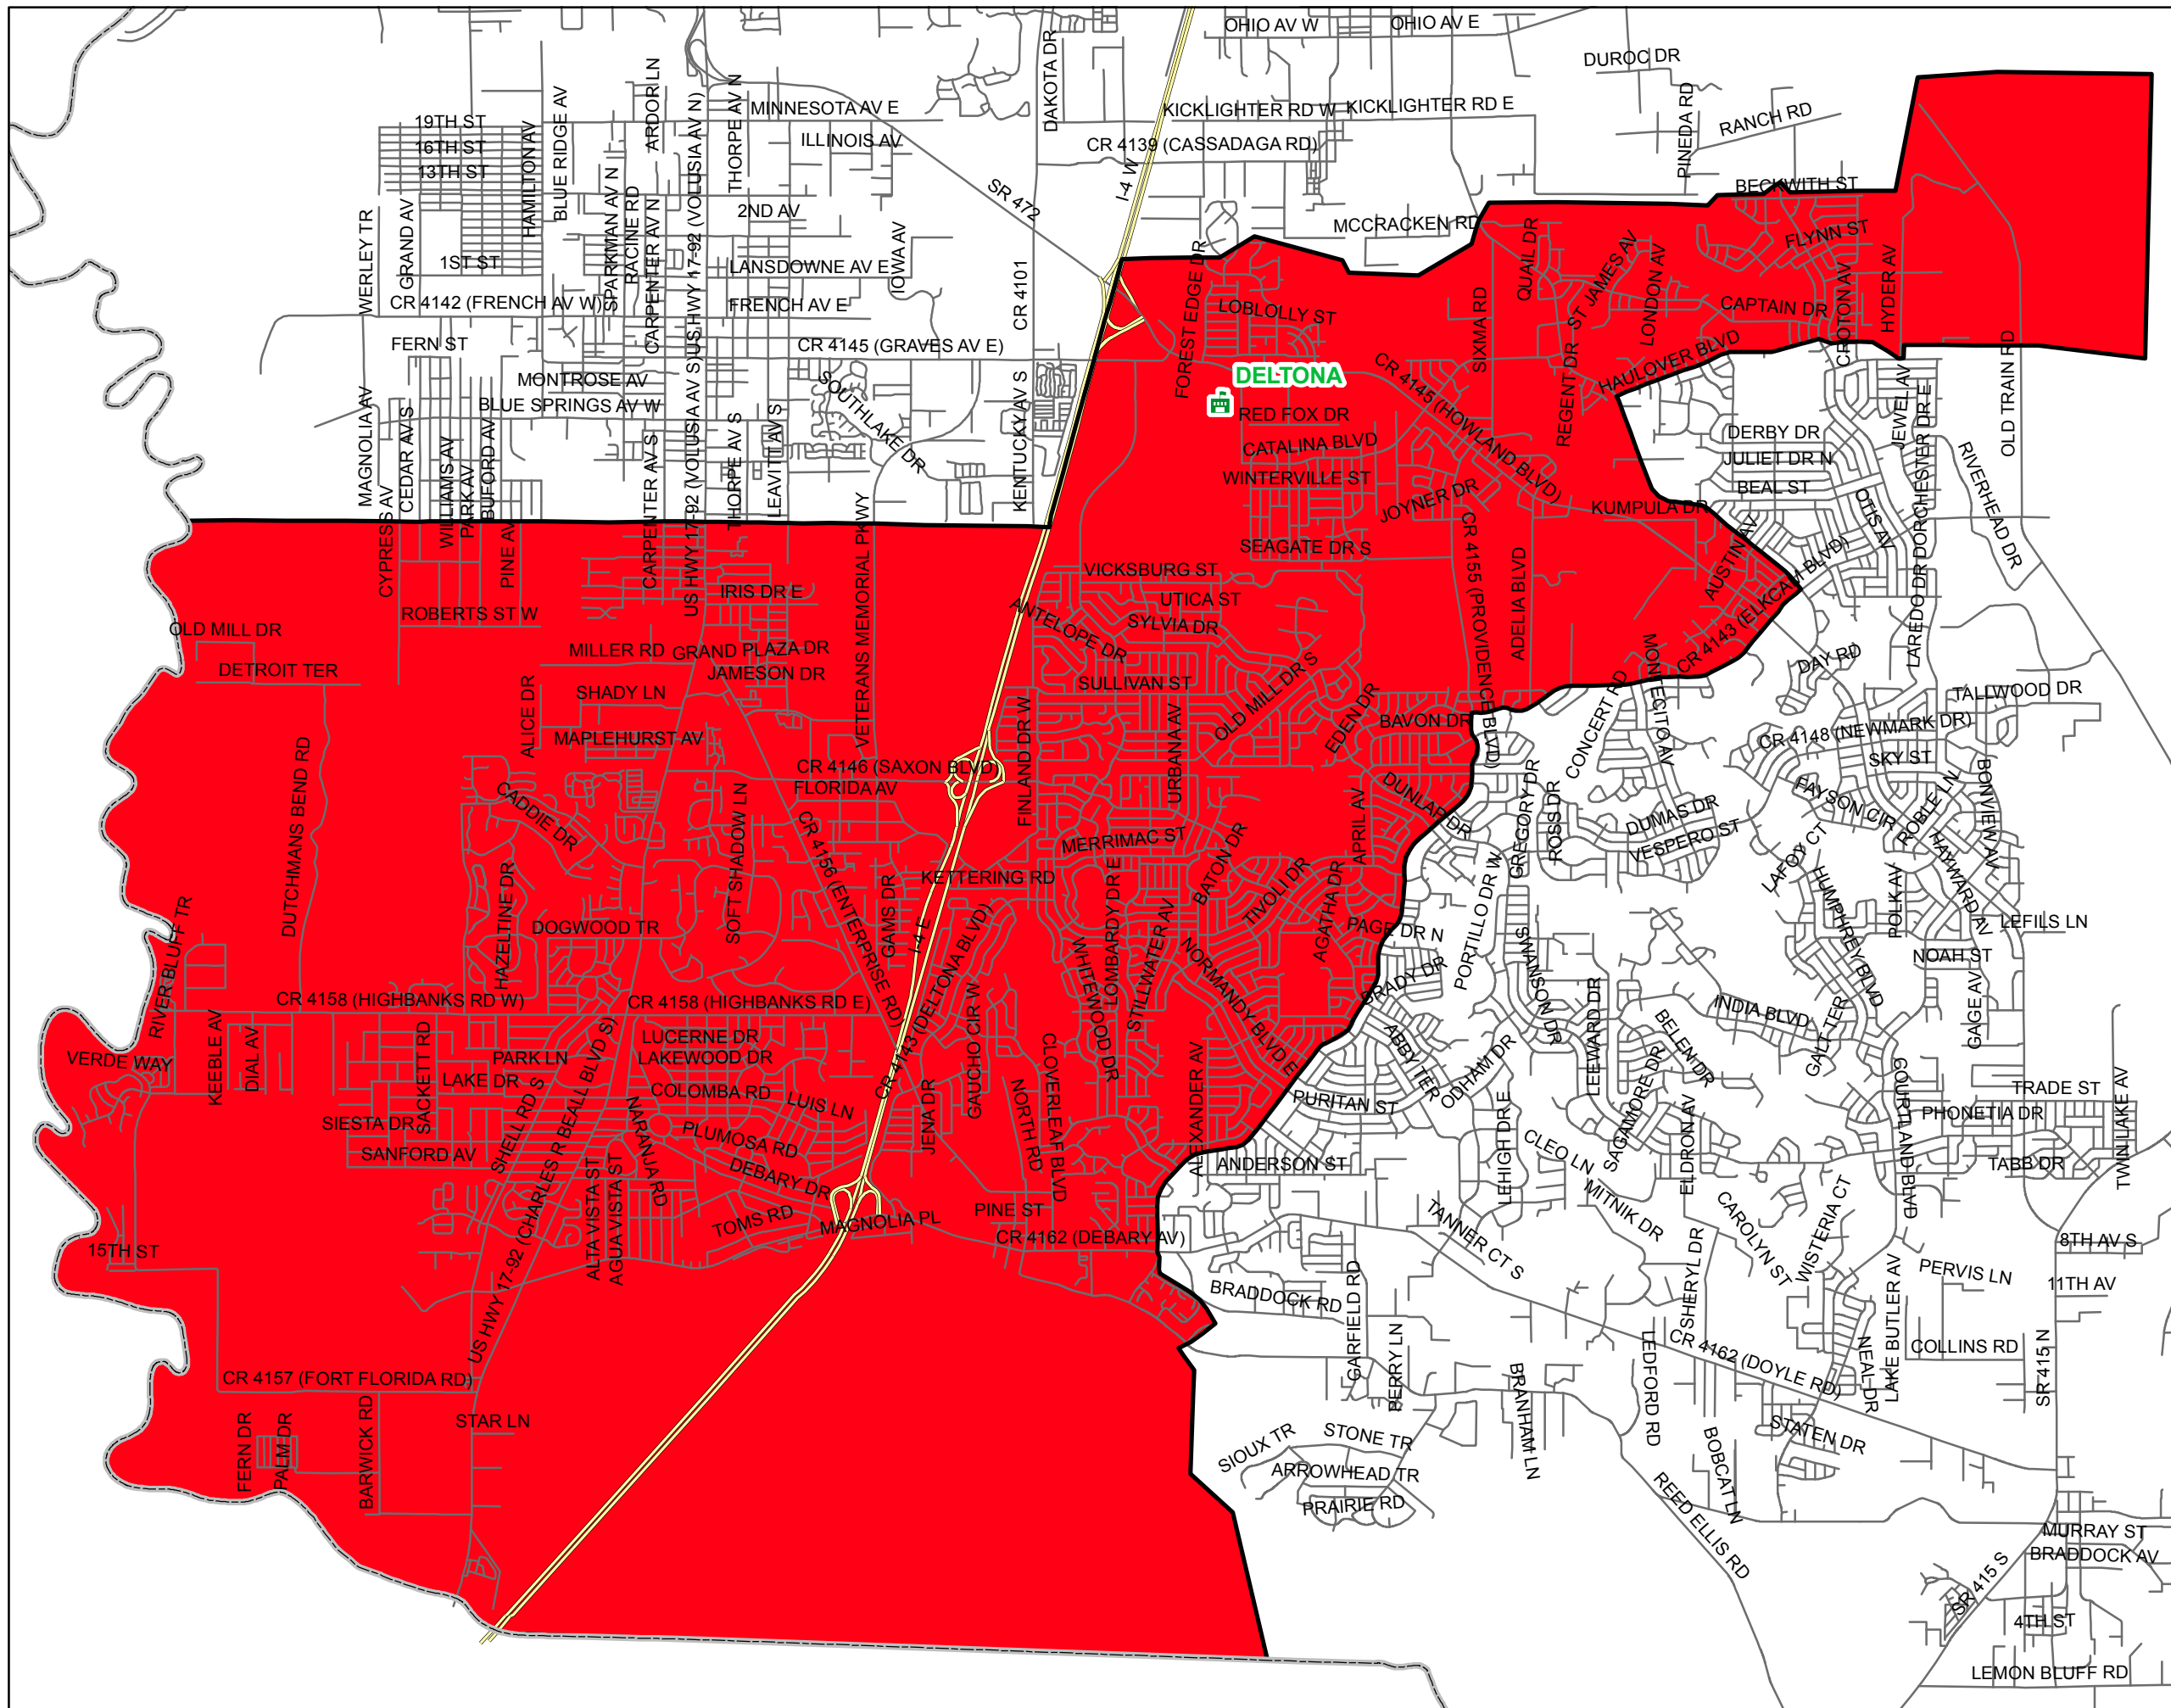 OHIO AV W
OHIO AV E
DAKOTA DR
DUROC DR
ARDOR LN
BLUE RIDGE AV
THORPE AV N
MINNESOTA AV E
KICKLIGHTER RD W
KICKLIGHTER RD E
PINEDA RD
RANCH RD
19TH ST
16TH ST
13TH ST
HAMILTON AV
ILLINOIS AV
CR 4139 (CASSADAGA RD)
I-4 W
SR 472
BECKWITH ST
WERLEY TR
GRAND AV
SPARKMAN AV N
RACINE RD
CARPENTER AV N
US HWY 17-92 (VOLUSIA AV N)
2ND AV
MCCRACKEN RD
QUAIL DR
FLYNN ST
1ST ST
LANSDOWNE AV E
IOWA AV
CR 4101
FOREST EDGE DR
ST JAMES AV
LONDON AV
CROTON AV
HYDER AV
CR 4142 (FRENCH AV W)
FRENCH AV E
LOBLOLLY ST
SIXMA RD
CAPTAIN DR
FERN ST
CR 4145 (GRAVES AV E)
OLD TRAIN RD
MONTROSE AV
DELTONA
CR 4145 (HOWLAND BLVD)
REGENT DR
HAULOVER BLVD
MAGNOLIA AV
CEDAR AV S
WILLIAMS AV
PARK AV
BUFORD AV
BLUE SPRINGS AV W
CARPENTER AV S
US HWY 17-92 (VOLUSIA AV S)
THORPE AV S
LEAVITT AV S
SOUTHLAKE DR
KENTUCKY AV S
RED FOX DR
CATALINA BLVD
WINTERVILLE ST
JOYNER DR
DERBY DR
JULIET DR N
BEAL ST
JEWEL AV
DORCHESTER DR E
RIVERHEAD DR
OTIS AV
KUMPULA DR
CYPRESS AV
PINE AV
VETERANS MEMORIAL PKWY
SEAGATE DR S
CR 4155 (PROVIDENCE BLVD)
ADELIA BLVD
AUSTIN AV
CR 4143 (ELKCAM BLVD)
LAREDO DR
VICKSBURG ST
UTICA ST
IRIS DR E
ROBERTS ST W
ANTELOPE DR
SYLVIA DR
OLD MILL DR
DETROIT TER
MILLER RD
GRAND PLAZA DR
JAMESON DR
SHADY LN
ALICE DR
MAPLEHURST AV
SULLIVAN ST
OLD MILL DR S
EDEN DR
BAVON DR
CONCERT RD
MONTECITO AV
DAY RD
TALLWOOD DR
CR 4148 (NEWMARK DR)
SKY ST
DUTCHMANS BEND RD
FINLAND DR W
URBANA AV
CR 4146 (SAXON BLVD)
FLORIDA AV
CADDIE DR
SOFT SHADOW LN
CR 4156 (ENTERPRISE RD)
MERRIMAC ST
BATON DR
APRIL AV
DUNLAP DR
GREGORY DR
ROSS DR
DUMAS DR
VESPERO ST
FAYSON CIR
ROBLE LN
BONVIEW AV
LAFOY CT
HUMPHREY BLVD
POLK AV
HAYWARD AV
LEFILS LN
NOAH ST
HAZELTINE DR
DOGWOOD TR
GAMS DR
KETTERING RD
I-4 E
LOMBARDY DR E
TIVOLI DR
AGATHA DR
PAGE DR N
PORTILLO DR W
SWANSON DR
RIVER BLUFF TR
CR 4158 (HIGHBANKS RD W)
CR 4158 (HIGHBANKS RD E)
CR 4143 (DELTONA BLVD)
WHITEWOOD DR
STILLWATER AV
NORMANDY BLVD E
BRADY DR
LEEWARD DR
INDIA BLVD
GALT TER
GAGE AV
VERDE WAY
KEEBLE AV
DIAL AV
SACKETT RD
PARK LN
LAKE DR
LUCERNE DR
LAKEWOOD DR
COLOMBA RD
LUIS LN
GAUCHO CIR W
CLOVERLEAF BLVD
ABBY TER
ODHAM DR
BELEN DR
SAGAMORE DR
COURTLAND BLVD
TRADE ST
PHONETIA DR
TWIN LAKE AV
SIESTA DR
SANFORD AV
SHELL RD S
US HWY 17-92 (CHARLES R BEALL BLVD S)
NARANJA RD
PLUMOSA RD
DEBARY DR
JENA DR
NORTH RD
ALEXANDER AV
PURITAN ST
ANDERSON ST
LEHIGH DR E
CLEO LN
ELDRON AV
TABB DR
ALTA VISTA ST
AGUA VISTA ST
TOMS RD
MAGNOLIA PL
PINE ST
CR 4162 (DEBARY AV)
TANNER CT S
MITNIK DR
CAROLYN ST
WISTERIA CT
8TH AV S
15TH ST
BRADDOCK RD
GARFIELD RD
SHERYL DR
LAKE BUTLER AV
PERVIS LN
11TH AV
CR 4157 (FORT FLORIDA RD)
PERRY LN
LEDFORD RD
CR 4162 (DOYLE RD)
NEAL DR
COLLINS RD
SR 415 N
FERN DR
PALM DR
BARWICK RD
STAR LN
SIOUX TR
STONE TR
ARROWHEAD TR
PRAIRIE RD
BRANHAM LN
BOBCAT LN
STATEN DR
REED ELLIS RD
MURRAY ST
BRADDOCK AV
SR 415 S
4TH ST
LEMON BLUFF RD